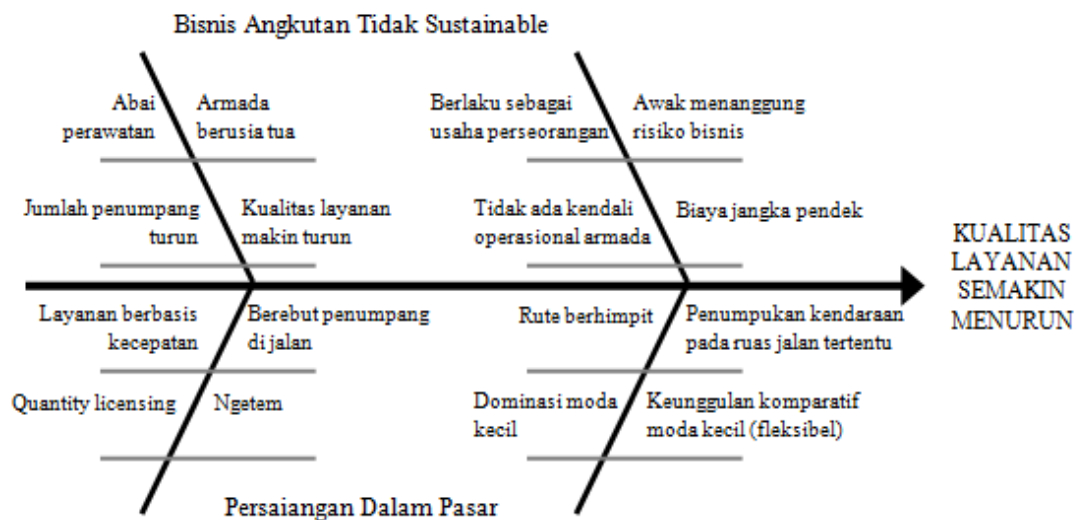 Bisnis Angkutan Tidak Sustainable
Abai
perawatan
Armada
berusia tua
Berlaku sebagai
usaha perseorangan
Awak menanggung
risiko bisnis
Jumlah penumpang
turun
Kualitas layanan
makin turun
Tidak ada kendali
operasional armada
Biaya jangka pendek
KUALITAS
LAYANAN
SEMAKIN
MENURUN
Layanan berbasis
kecepatan
Berebut penumpang
di jalan
Rute berhimpit
Penumpukan kendaraan
pada ruas jalan tertentu
Quantity licensing
Ngetem
Dominasi moda
kecil
Keunggulan komparatif
moda kecil (fleksibel)
Persaiangan Dalam Pasar